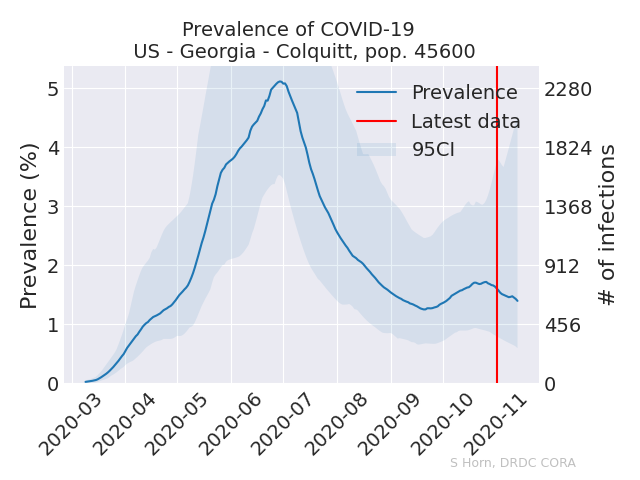 Prevalence of COVID-19
US - Georgia - Colquitt, pop. 45600
Prevalence
Latest data
95CI
Prevalence (%)
5
4
3
2
1
0
2280
1824
1368
912
456
0
# of infections
2020-03
2020-04
2020-05
2020-06
2020-07
2020-08
2020-09
2020-10
2020-11
S Horn, DRDC CORA